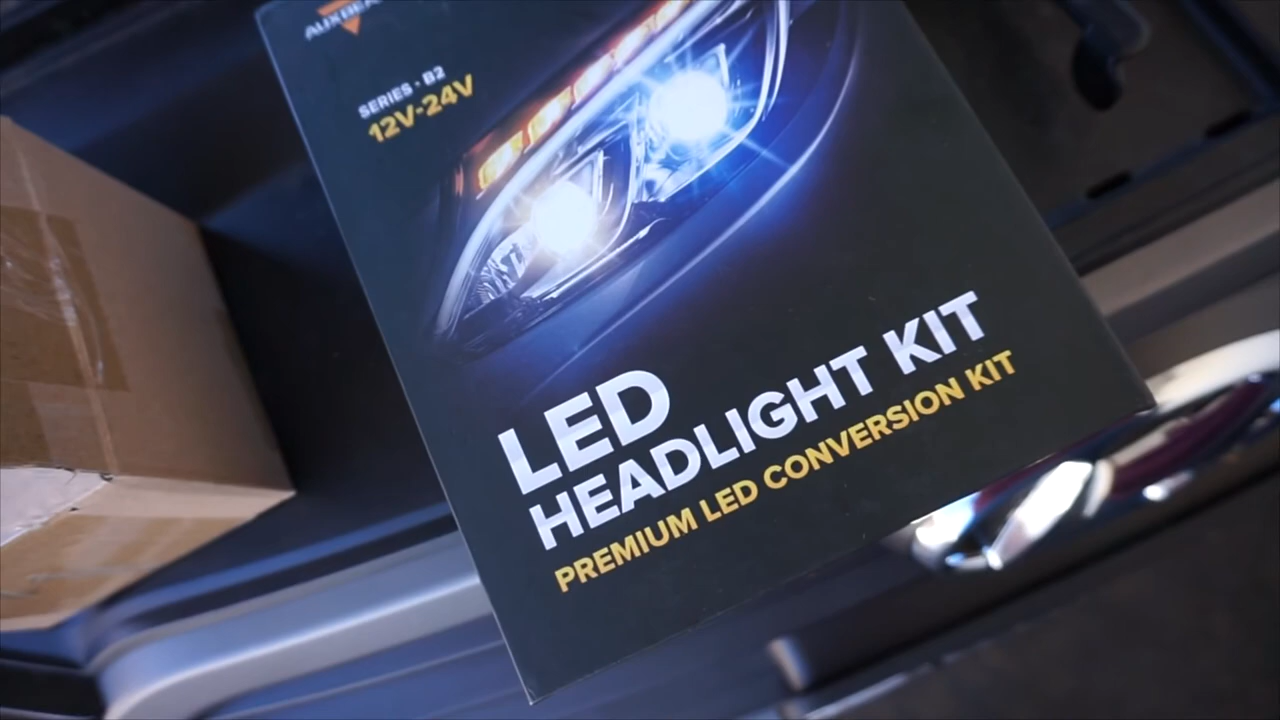 SERIES · B2
12V-24V
LED
HEADLIGHT KIT
PREMIUM LED CONVERSION KIT